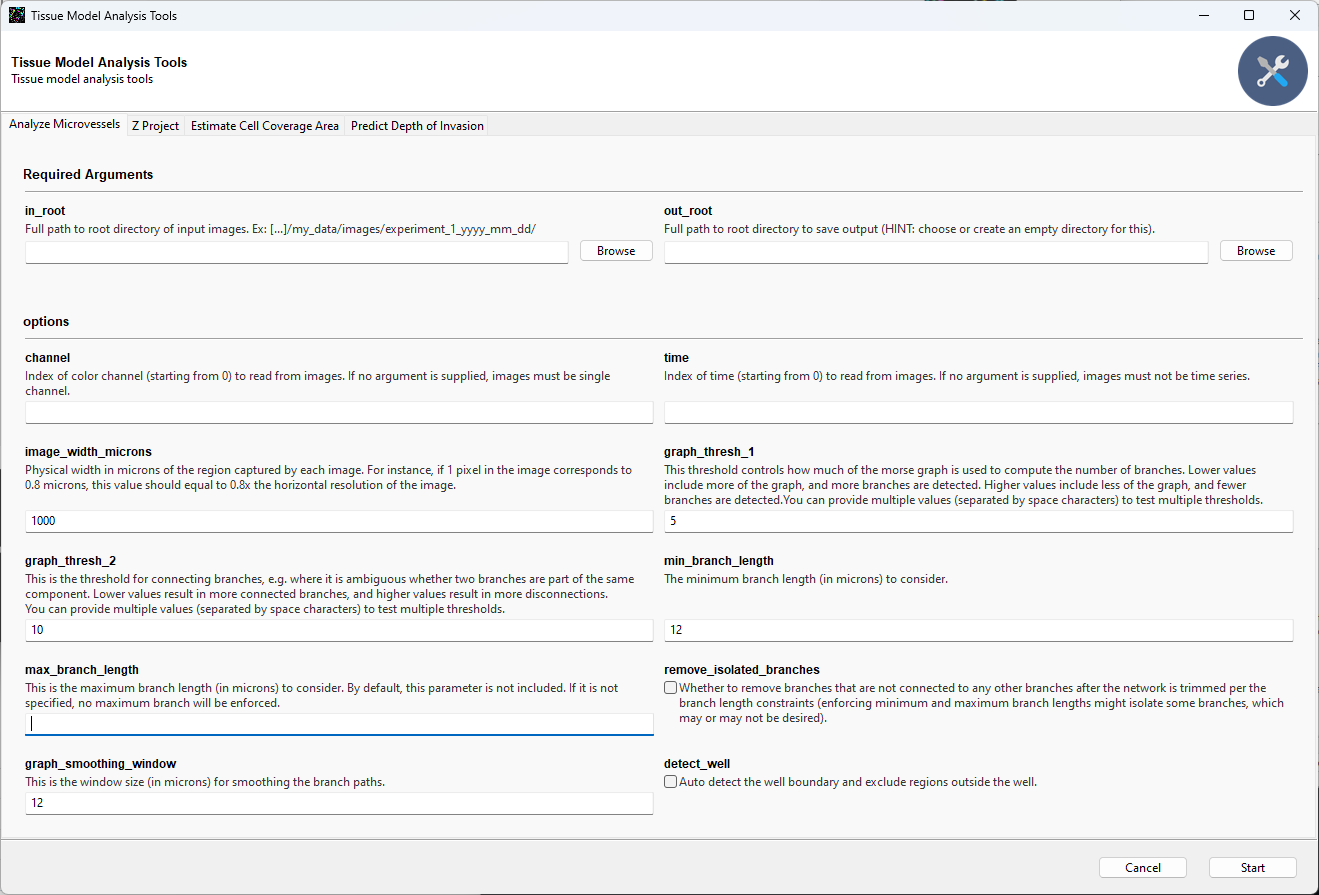 Tissue Model Analysis Tools
Tissue Model Analysis Tools
Tissue model analysis tools
Analyze Microvessels
Z Project
Estimate Cell Coverage Area
Predict Depth of Invasion
Required Arguments
in_root
Full path to root directory of input images. Ex: [...]/my_data/images/experiment_1_yyyy_mm_dd/
Browse
out_root
Full path to root directory to save output (HINT: choose or create an empty directory for this).
Browse
options
channel
Index of color channel (starting from 0) to read from images. If no argument is supplied, images must be single
channel.
time
Index of time (starting from 0) to read from images. If no argument is supplied, images must not be time series.
image_width_microns
Physical width in microns of the region captured by each image. For instance, if 1 pixel in the image corresponds to
0.8 microns, this value should equal to 0.8x the horizontal resolution of the image.
1000
graph_thresh_1
This threshold controls how much of the morse graph is used to compute the number of branches. Lower values
include more of the graph, and more branches are detected. Higher values include less of the graph, and fewer
branches are detected.You can provide multiple values (separated by space characters) to test multiple thresholds.
5
graph_thresh_2
This is the threshold for connecting branches, e.g. where it is ambiguous whether two branches are part of the same
component. Lower values result in more connected branches, and higher values result in more disconnections.
You can provide multiple values (separated by space characters) to test multiple thresholds.
10
min_branch_length
The minimum branch length (in microns) to consider.
12
max_branch_length
This is the maximum branch length (in microns) to consider. By default, this parameter is not included. If it is not
specified, no maximum branch will be enforced.
remove_isolated_branches
Whether to remove branches that are not connected to any other branches after the network is trimmed per the
branch length constraints (enforcing minimum and maximum branch lengths might isolate some branches, which
may or may not be desired).
graph_smoothing_window
This is the window size (in microns) for smoothing the branch paths.
12
detect_well
Auto detect the well boundary and exclude regions outside the well.
Cancel
Start